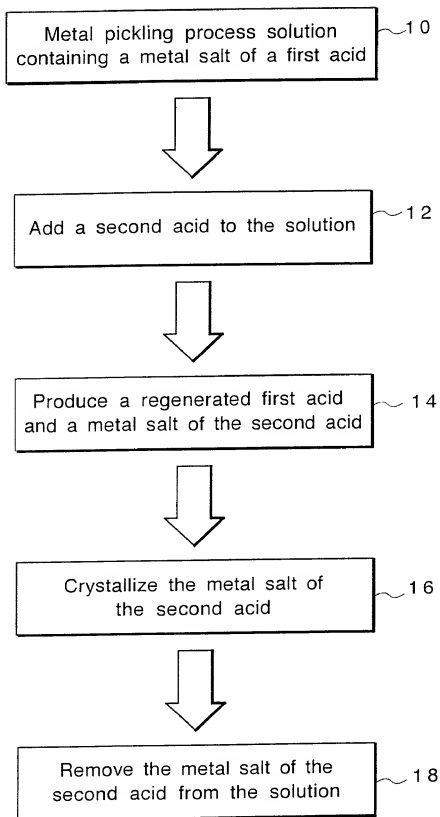 Metal pickling process solution
containing a metal salt of a first acid
10
Add a second acid to the solution
12
Produce a regenerated first acid
and a metal salt of the second acid
14
Crystallize the metal salt of
the second acid
16
Remove the metal salt of the
second acid from the solution
18